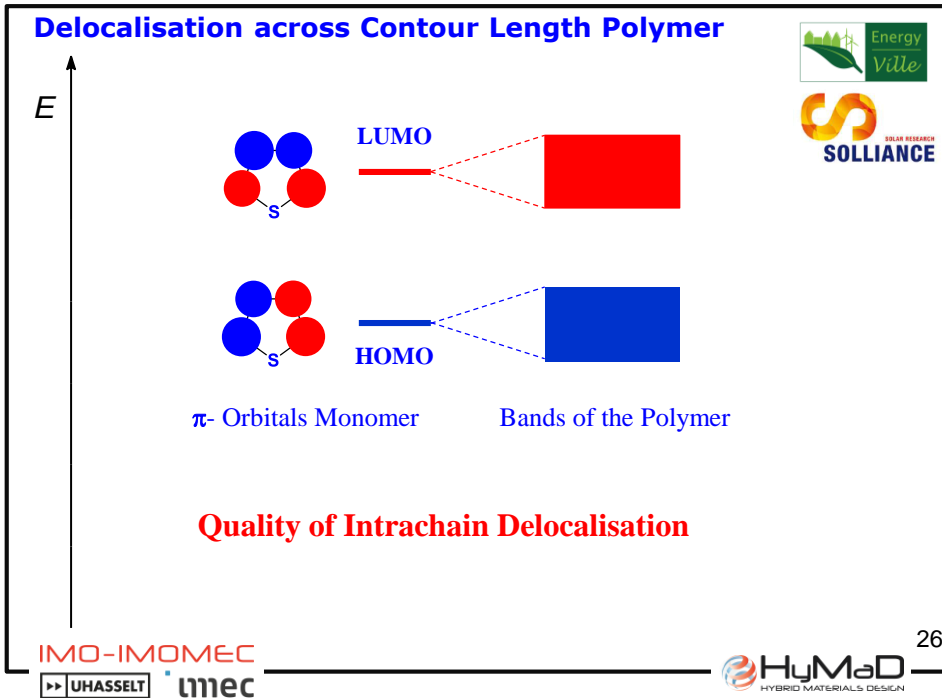 Delocalisation across Contour Length Polymer
Energy
Ville
E
SOLAR RESEARCH
SOLLIANCE
LUMO
S
S
HOMO
π- Orbitals Monomer
Bands of the Polymer
Quality of Intrachain Delocalisation
26
IMO-IMOMEC
UHASSELT
imec
HyMaD
HYBRID MATERIALS DESIGN